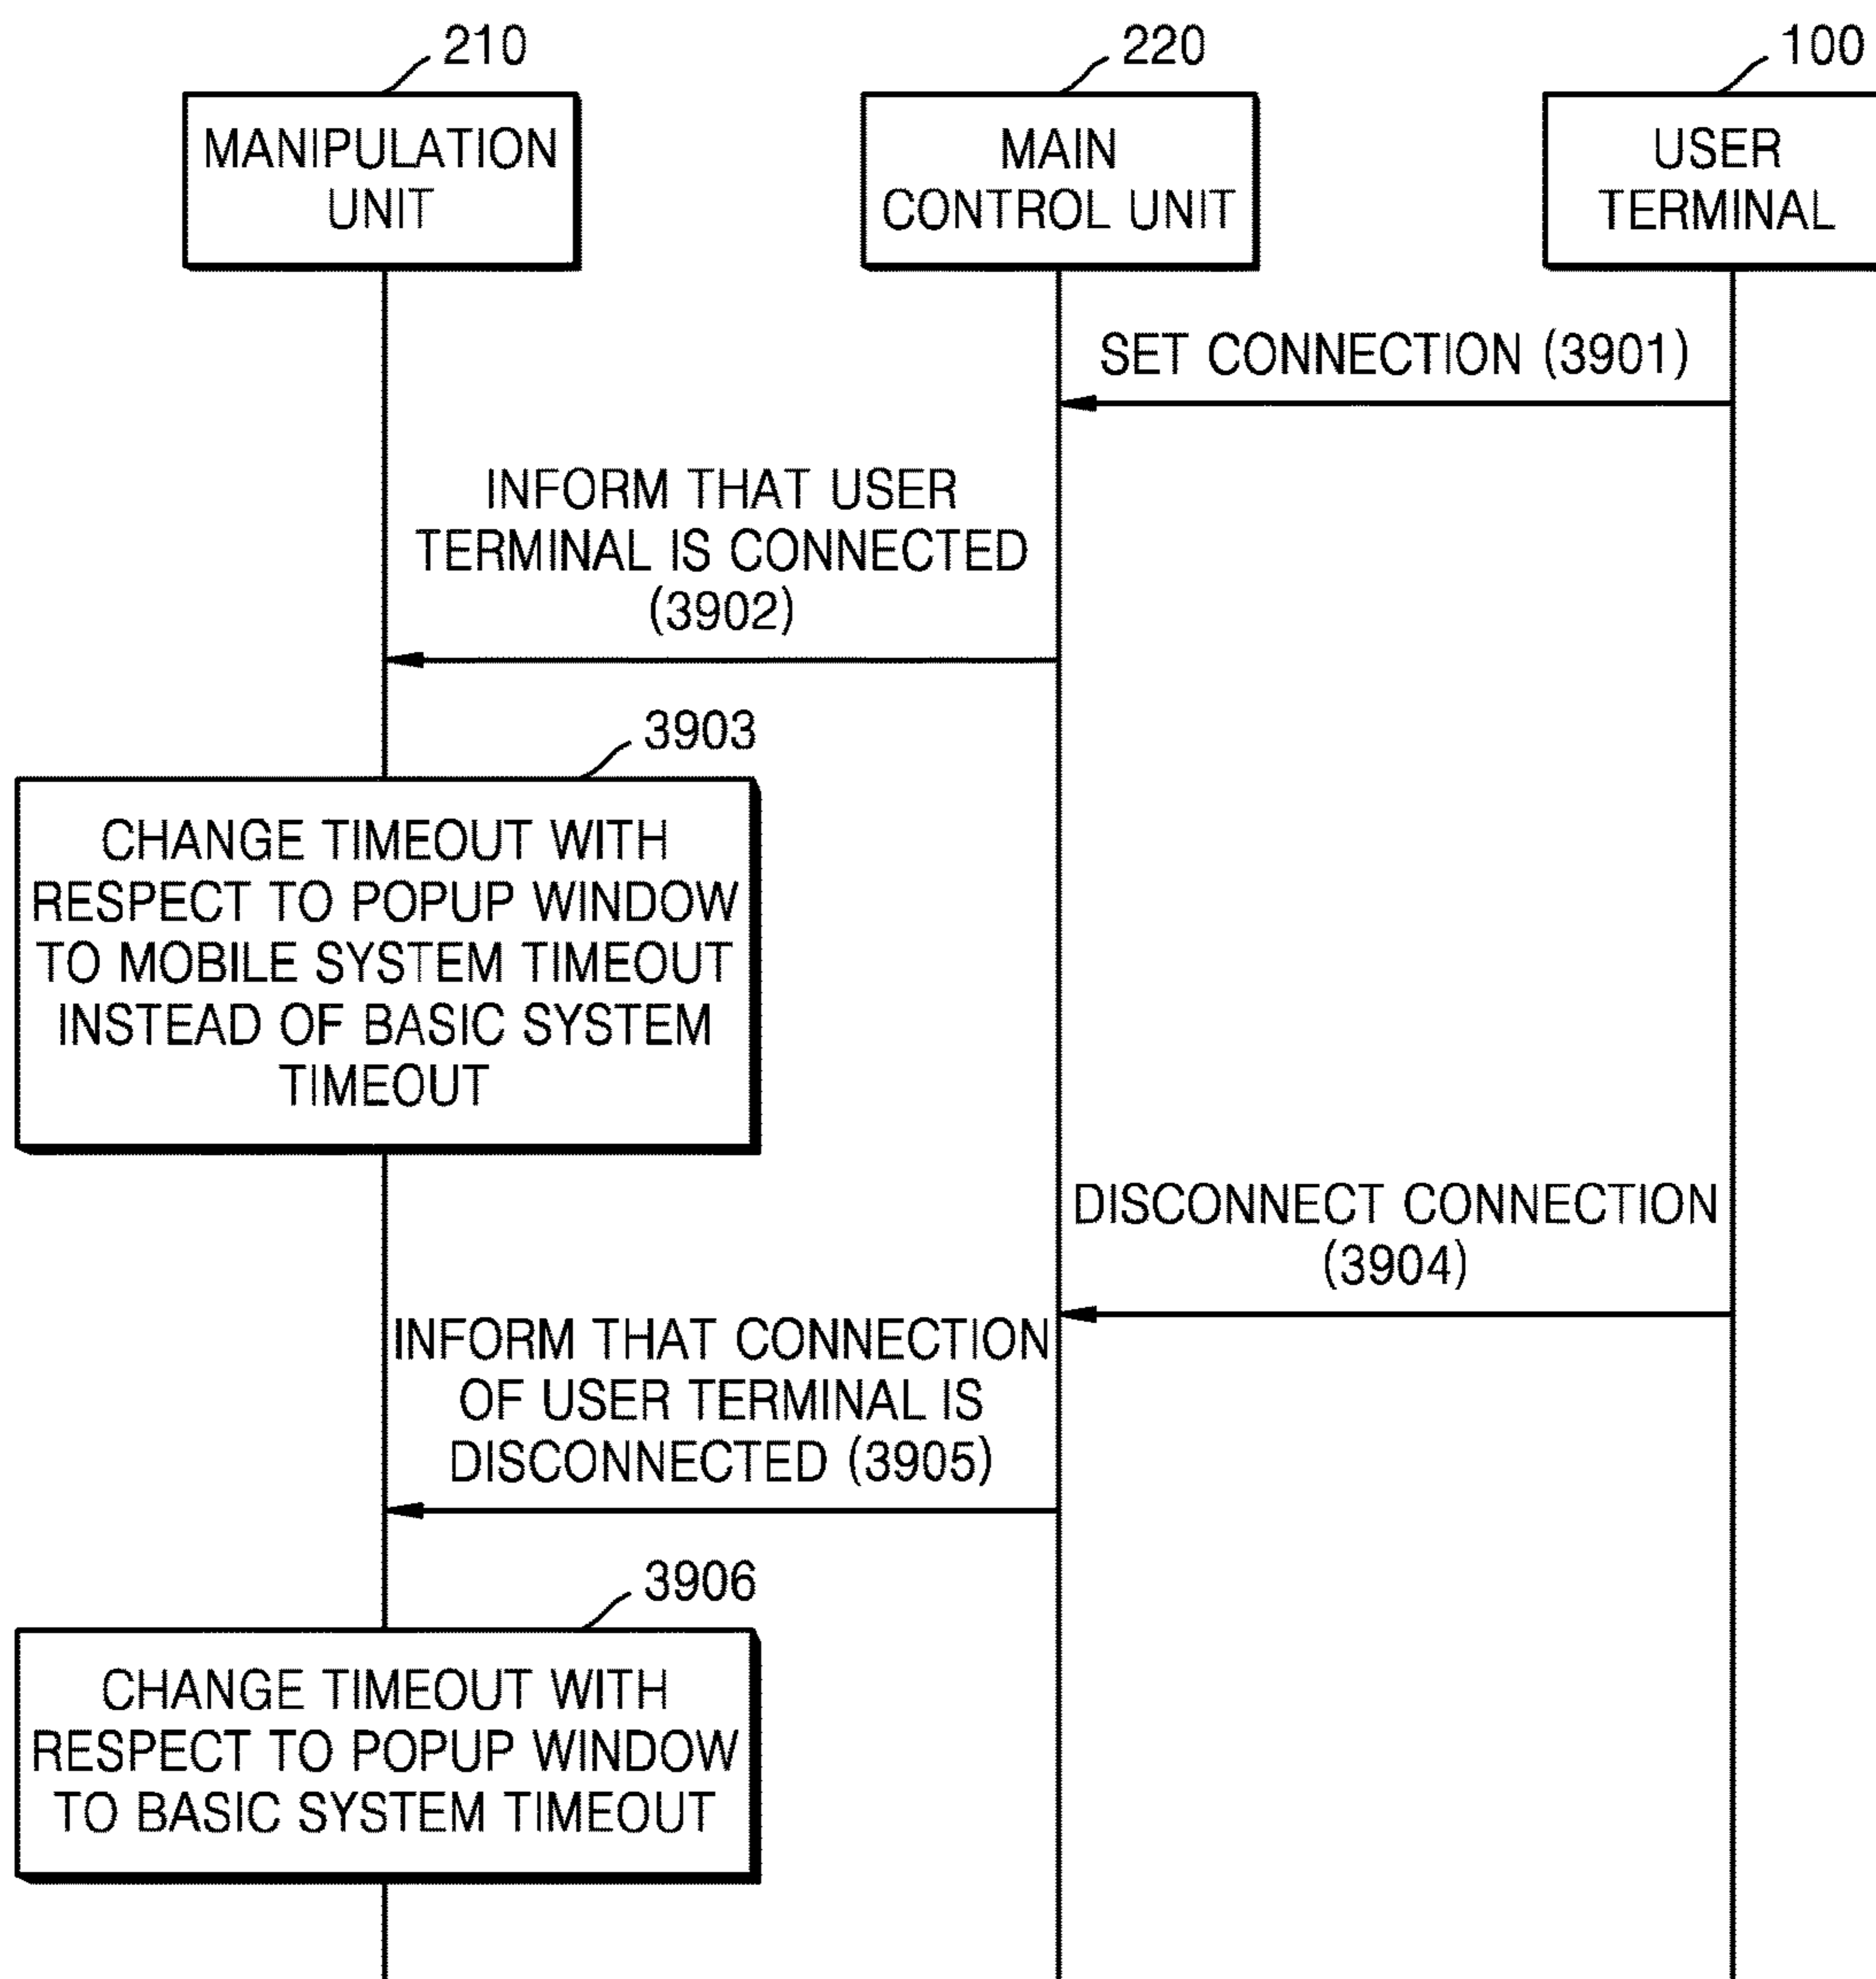 210
220
100
MANIPULATION
UNIT
MAIN
CONTROL UNIT
USER
TERMINAL
SET CONNECTION (3901)
INFORM THAT USER
TERMINAL IS CONNECTED
(3902)
3903
CHANGE TIMEOUT WITH
RESPECT TO POPUP WINDOW
TO MOBILE SYSTEM TIMEOUT
INSTEAD OF BASIC SYSTEM
TIMEOUT
DISCONNECT CONNECTION
(3904)
INFORM THAT CONNECTION
OF USER TERMINAL IS
DISCONNECTED (3905)
3906
CHANGE TIMEOUT WITH
RESPECT TO POPUP WINDOW
TO BASIC SYSTEM TIMEOUT